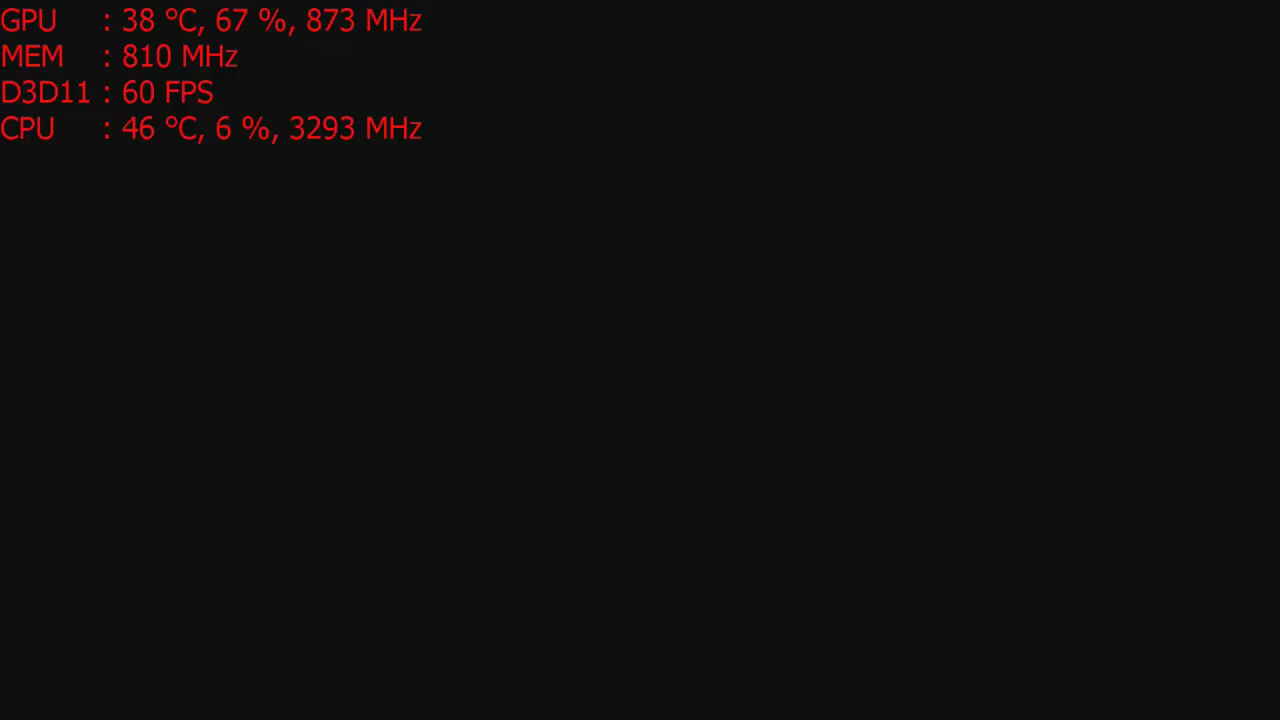 GPU : 38 °C, 67 %, 873 MHz
MEM : 810 MHz
D3D11 : 60 FPS
CPU : 46 °C, 6 %, 3293 MHz